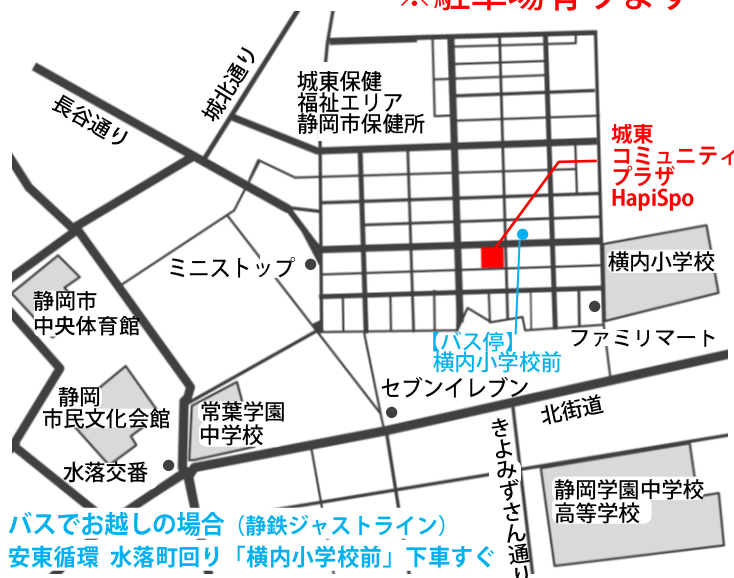 ※駐車場有ります
城北通り
長谷通り
城東保健
福祉エリア
静岡市保健所
城東
コミュニティ
プラザ
HapiSpo
ミニストップ
横内小学校
静岡市
中央体育館
ファミリマート
【バス停】
横内小学校前
静岡
市民文化会館
セブンイレブン
常葉学園
中学校
北街道
きよみずさん通り
水落交番
静岡学園中学校
高等学校
バスでお越しの場合（静鉄ジャストライン）
安東循環 水落町回り「横内小学校前」下車すぐ